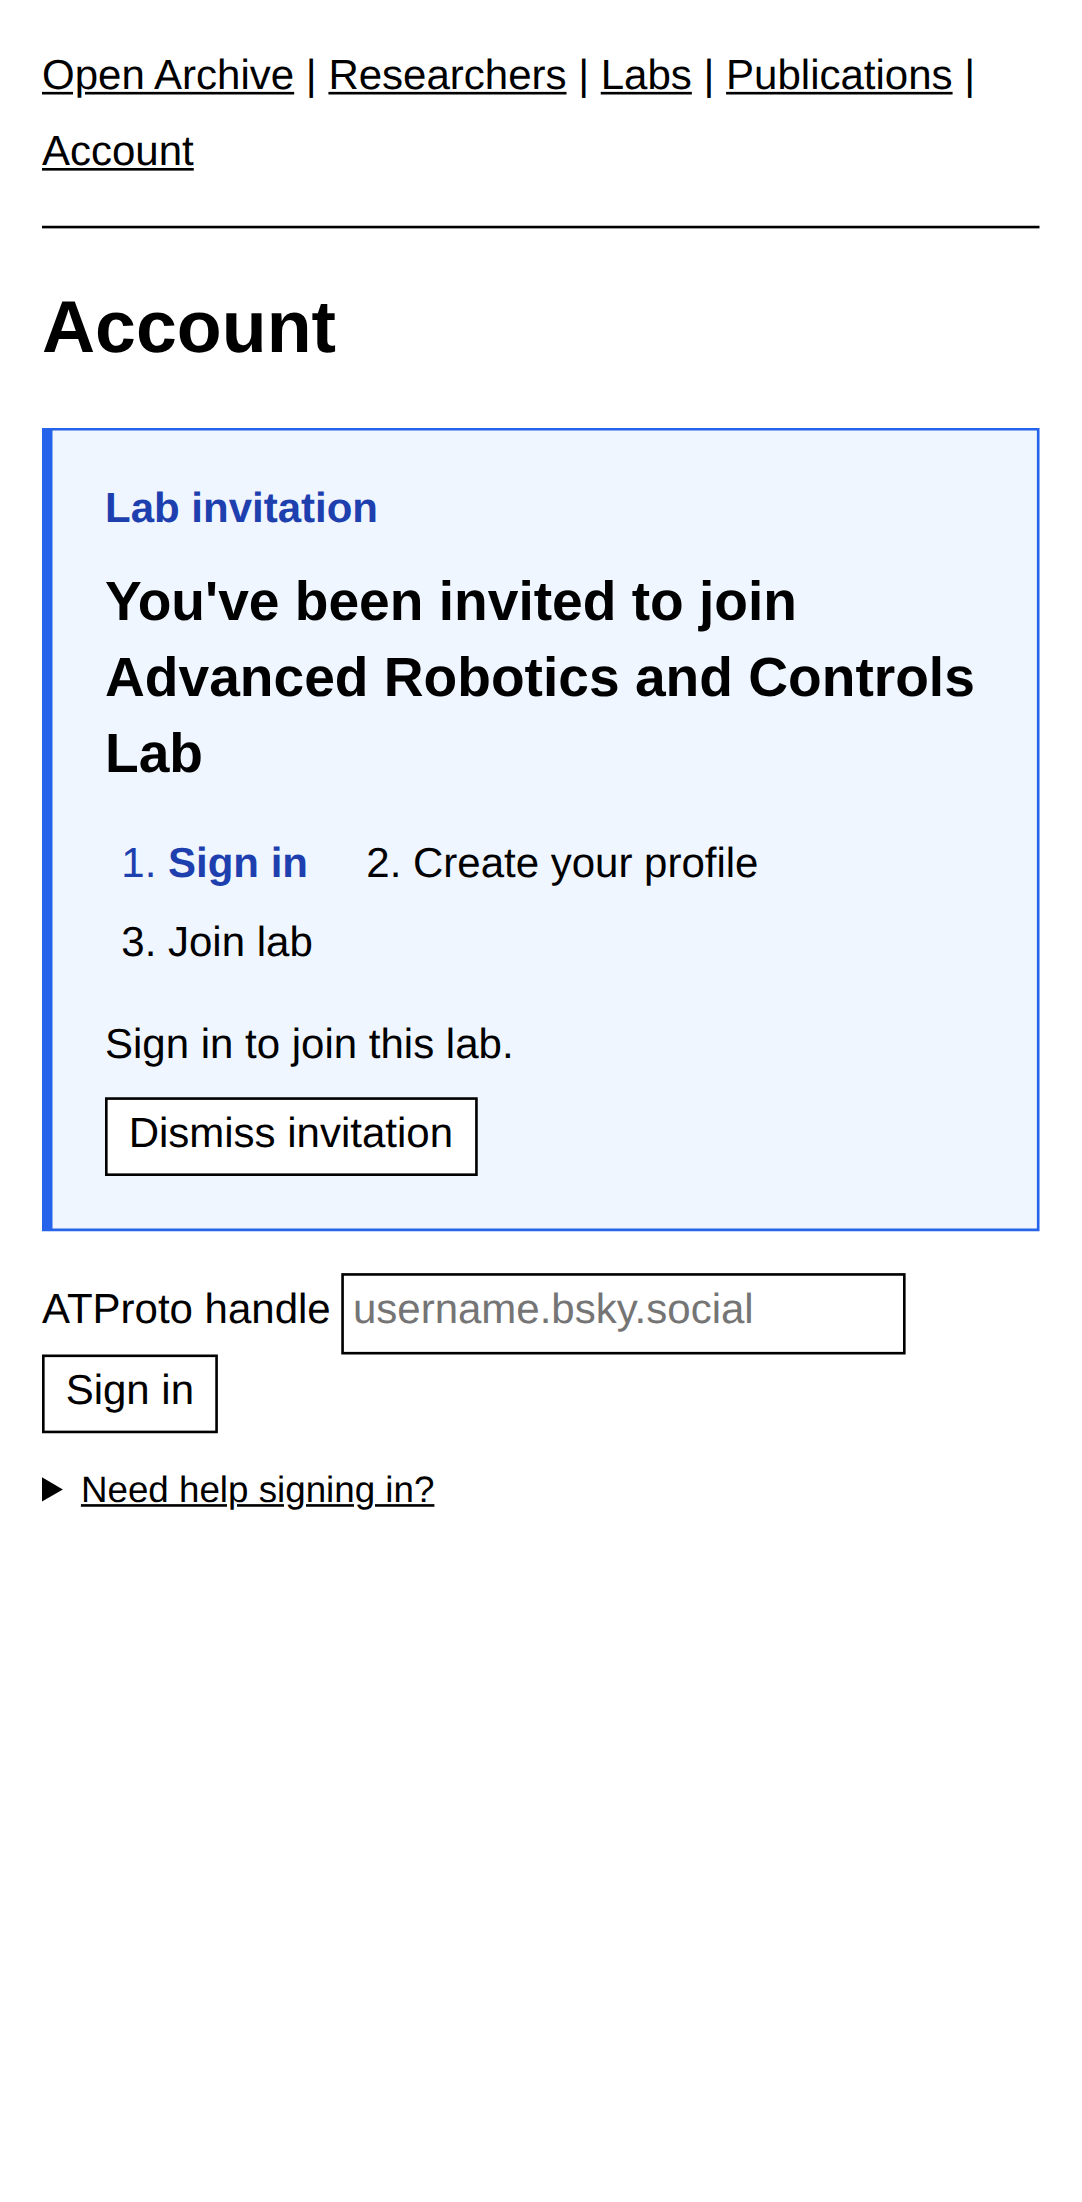 Open Archive | Researchers | Labs | Publications |
Account
Account
Lab invitation
You've been invited to join
Advanced Robotics and Controls
Lab
1. Sign in 2. Create your profile
3. Join lab
Sign in to join this lab.
Dismiss invitation
ATProto handle username.bsky.social
Sign in
Need help signing in?